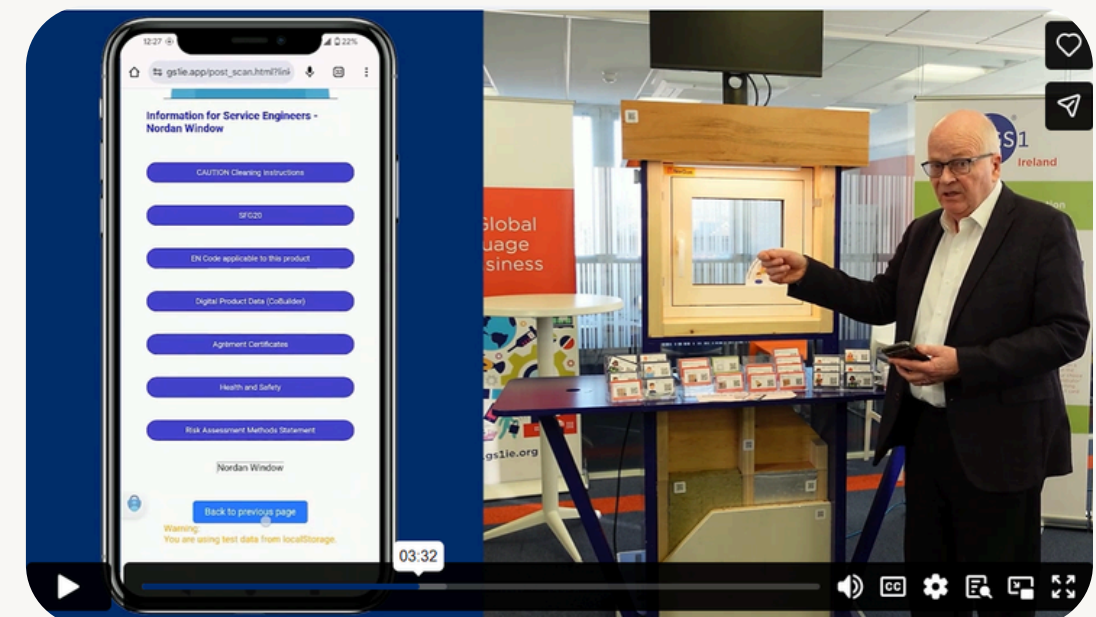 12:27
22%
gs1ie.app/post_scan.html?link
Information for Service Engineers -
Nordan Window
CAUTION Cleaning Instructions
SFG20
EN Code applicable to this product
Digital Product Data (CoBuilder)
Agrément Certificates
Health and Safety
Risk Assessment Methods Statement
Nordan Window
Back to previous page
Warning:
You are using test data from localStorage.
Global
uage
siness
.gs1ie.org
GS1
Ireland
03:32
CC